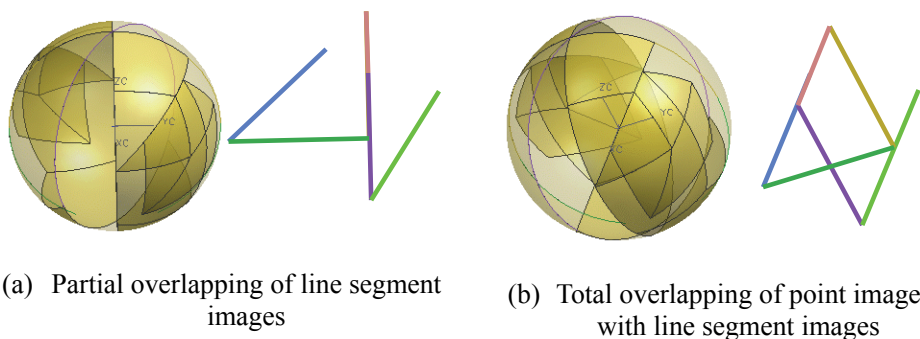 ZC
YC
XC
ZC
YC
(a) Partial overlapping of line segment
images
(b) Total overlapping of point image
with line segment images